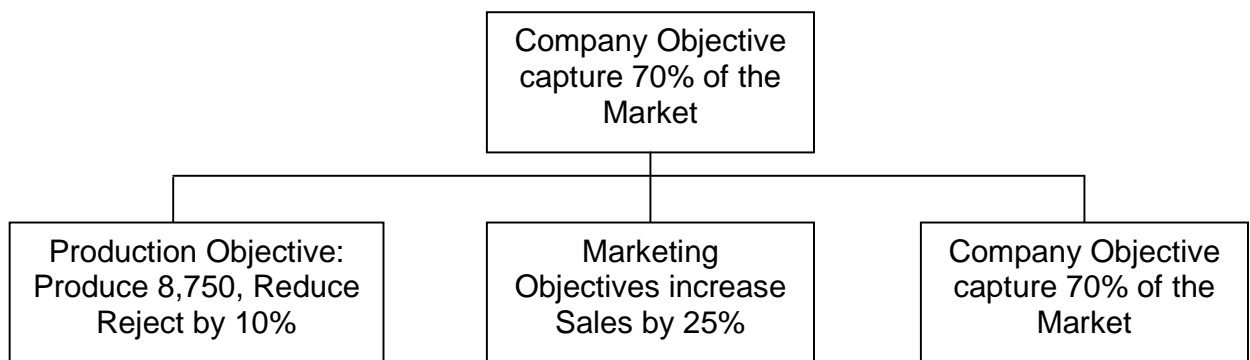 Company Objective
capture 70% of the
Market
Production Objective:
Produce 8,750, Reduce
Reject by 10%
Marketing
Objectives increase
Sales by 25%
Company Objective
capture 70% of the
Market